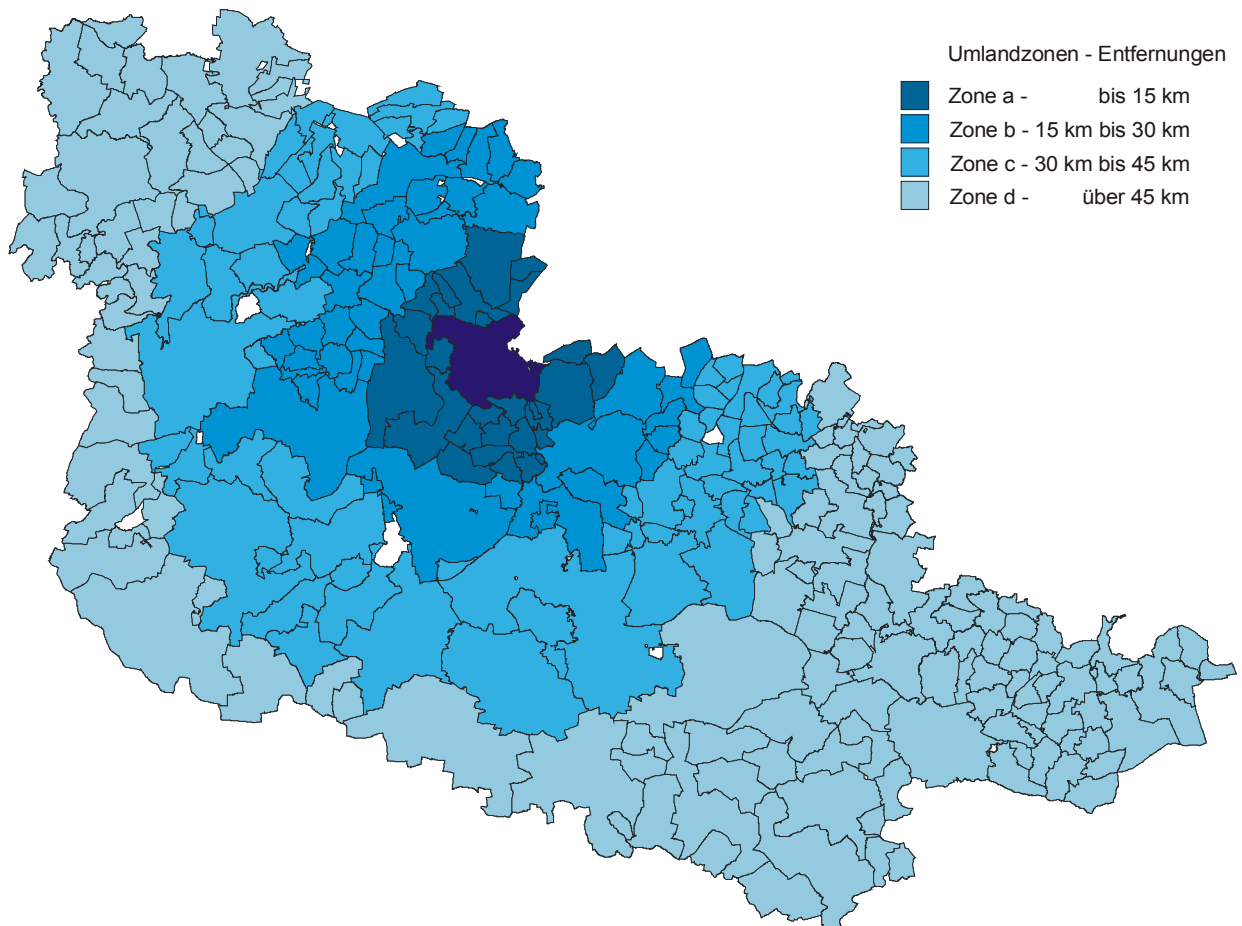 Umlandzonen - Entfernungen
Zone a - bis 15 km
Zone b - 15 km bis 30 km
Zone c - 30 km bis 45 km
Zone d - über 45 km